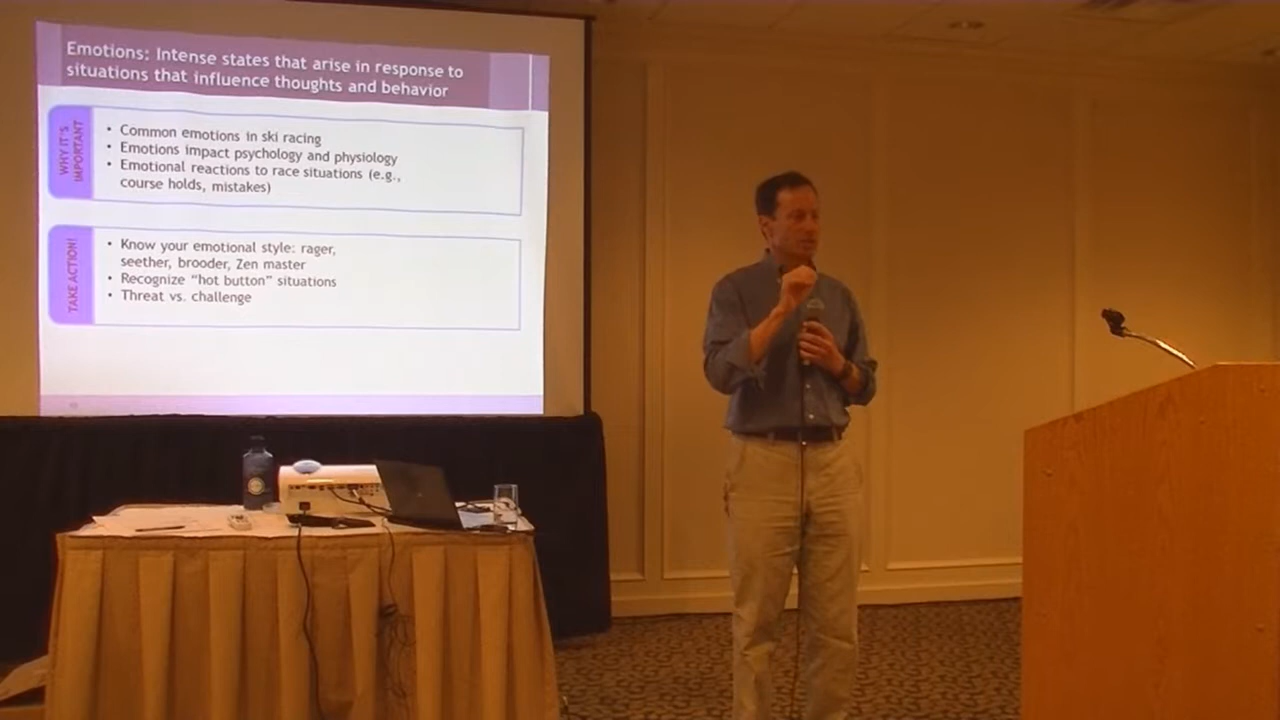 Emotions: Intense states that arise in response to
situations that influence thoughts and behavior
WHY IT'S
IMPORTANT
• Common emotions in ski racing
• Emotions impact psychology and physiology
• Emotional reactions to race situations (e.g.,
course holds, mistakes)
TAKE ACTION!
• Know your emotional style: rager,
seether, brooder, Zen master
• Recognize "hot button" situations
• Threat vs. challenge